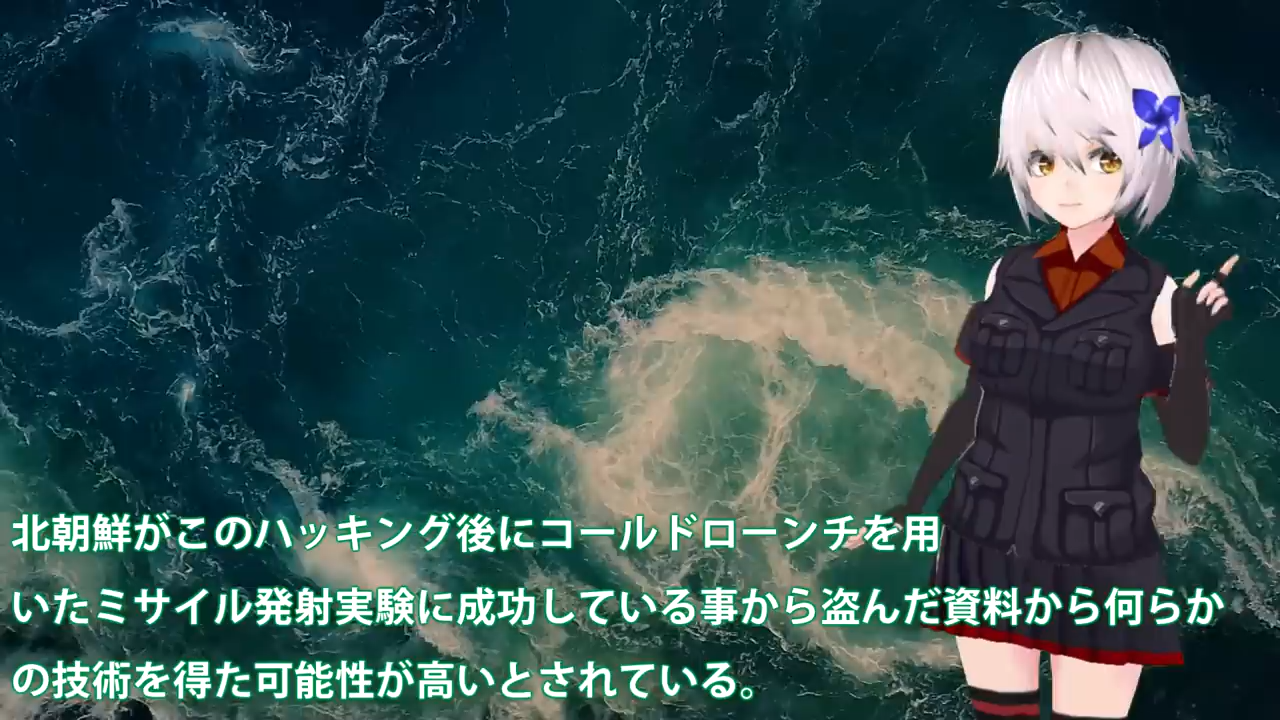 北朝鮮がこのハッキング後にコールドローンチを用
いたミサイル発射実験に成功している事から盗んだ資料から何らか
の技術を得た可能性が高いとされている。